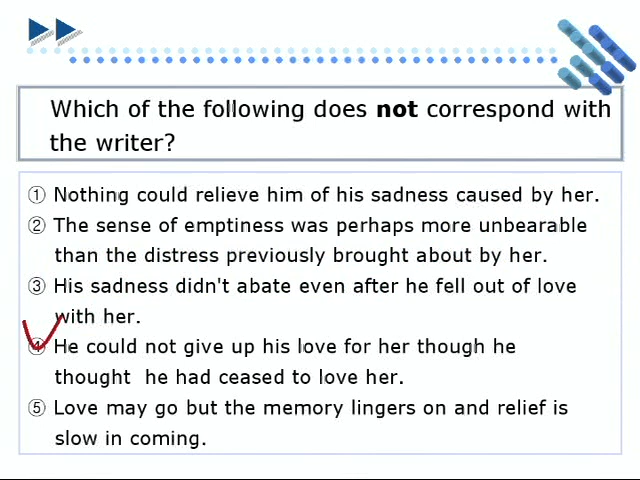 Which of the following does not correspond with
the writer?
① Nothing could relieve him of his sadness caused by her.
② The sense of emptiness was perhaps more unbearable
than the distress previously brought about by her.
③ His sadness didn't abate even after he fell out of love
with her.
④ He could not give up his love for her though he
thought he had ceased to love her.
⑤ Love may go but the memory lingers on and relief is
slow in coming.